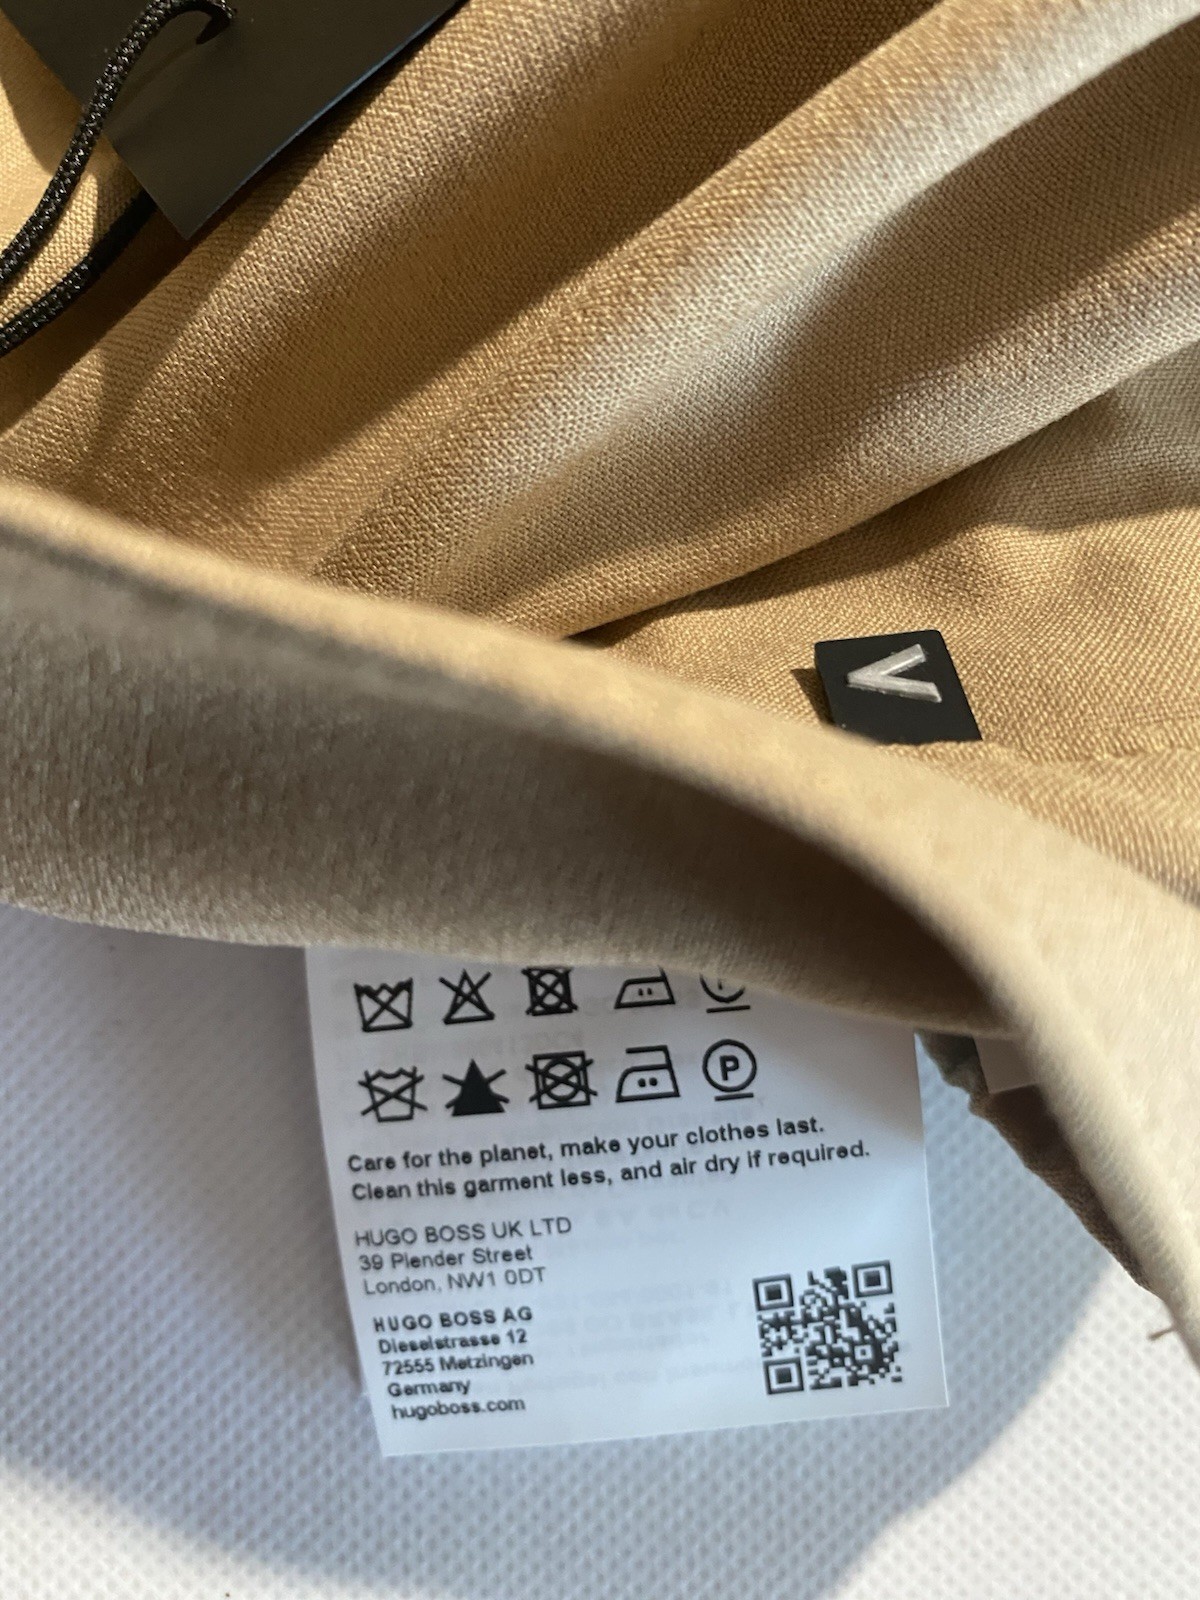 V
P
Care for the planet, make your clothes last.
Clean this garment less, and air dry if required.
HUGO BOSS UK LTD
39 Plender Street
London, NW1 0DT
HUGO BOSS AG
Dieselstrasse 12
72555 Metzingen
Germany
hugoboss.com